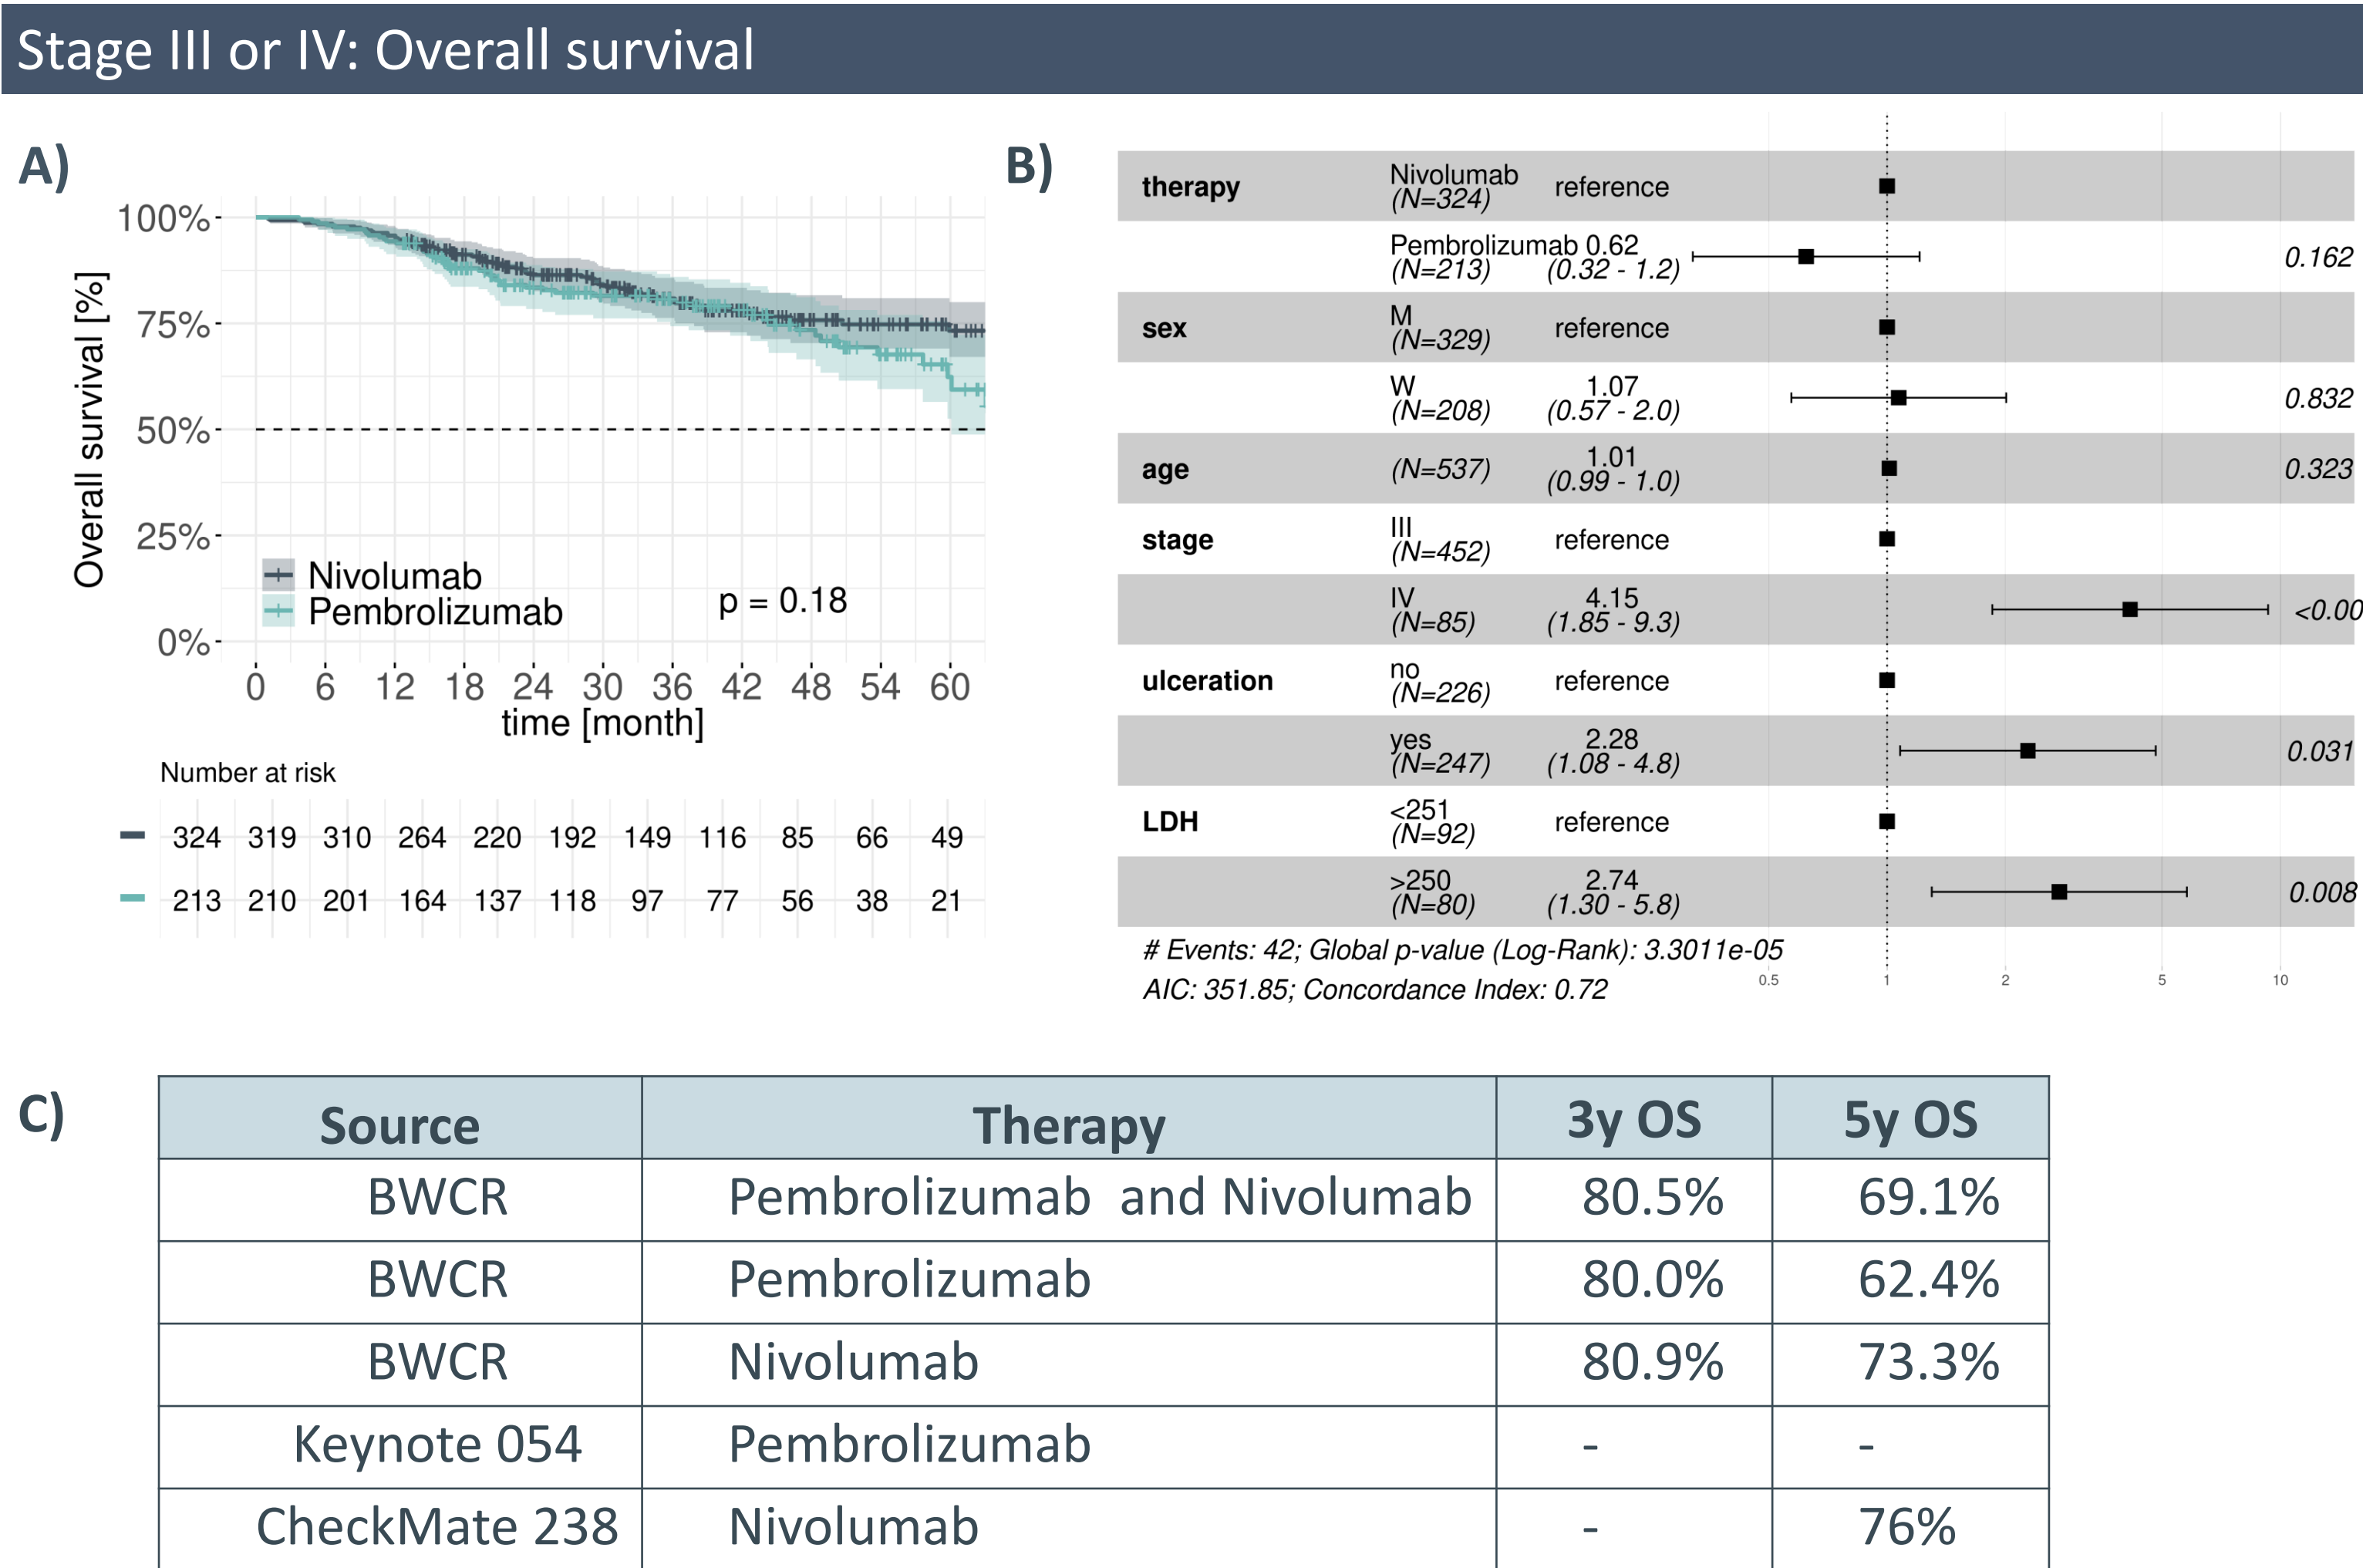 Stage III or IV: Overall survival
A)
Overall survival [%]
100%
75%
50%
25%
0%
Nivolumab
Pembrolizumab
p = 0.18
0 6 12 18 24 30 36 42 48 54 60
time [month]
Number at risk
324 319 310 264 220 192 149 116 85 66 49
213 210 201 164 137 118 97 77 56 38 21
B)
therapy Nivolumab (N=324) reference
Pembrolizumab (N=213) 0.62 (0.32 - 1.2) 0.162
sex M (N=329) reference
W (N=208) 1.07 (0.57 - 2.0) 0.832
age (N=537) 1.01 (0.99 - 1.0) 0.323
stage III (N=452) reference
IV (N=85) 4.15 (1.85 - 9.3) <0.00
ulceration no (N=226) reference
yes (N=247) 2.28 (1.08 - 4.8) 0.031
LDH <251 (N=92) reference
>250 (N=80) 2.74 (1.30 - 5.8) 0.008
# Events: 42; Global p-value (Log-Rank): 3.3011e-05
AIC: 351.85; Concordance Index: 0.72
0.5 1 2 5 10
C)
Source Therapy 3y OS 5y OS
BWCR Pembrolizumab and Nivolumab 80.5% 69.1%
BWCR Pembrolizumab 80.0% 62.4%
BWCR Nivolumab 80.9% 73.3%
Keynote 054 Pembrolizumab - -
CheckMate 238 Nivolumab - 76%